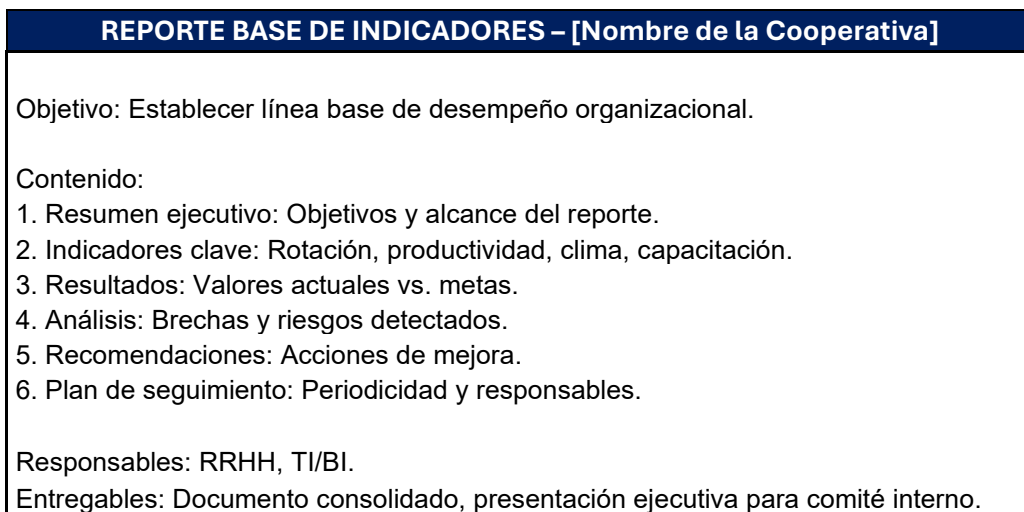 REPORTE BASE DE INDICADORES – [Nombre de la Cooperativa]
Objetivo: Establecer línea base de desempeño organizacional.
Contenido:
1. Resumen ejecutivo: Objetivos y alcance del reporte.
2. Indicadores clave: Rotación, productividad, clima, capacitación.
3. Resultados: Valores actuales vs. metas.
4. Análisis: Brechas y riesgos detectados.
5. Recomendaciones: Acciones de mejora.
6. Plan de seguimiento: Periodicidad y responsables.
Responsables: RRHH, TI/BI.
Entregables: Documento consolidado, presentación ejecutiva para comité interno.